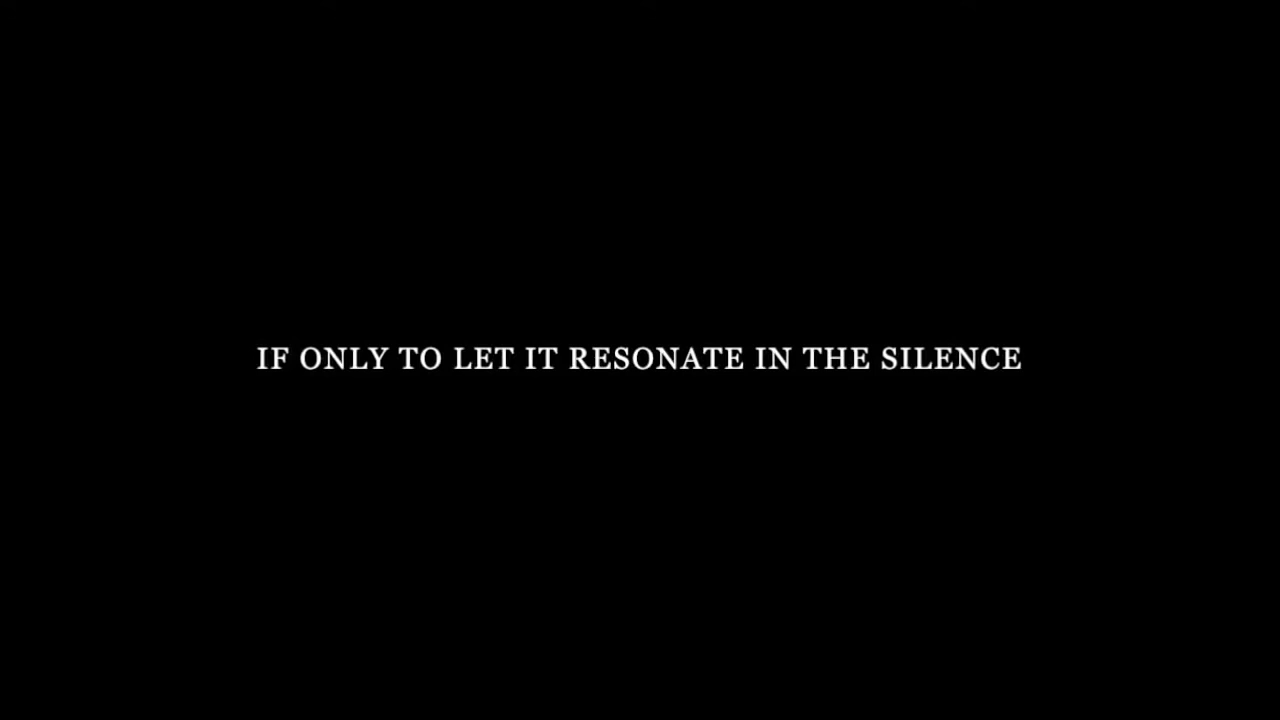 IF ONLY TO LET IT RESONATE IN THE SILENCE